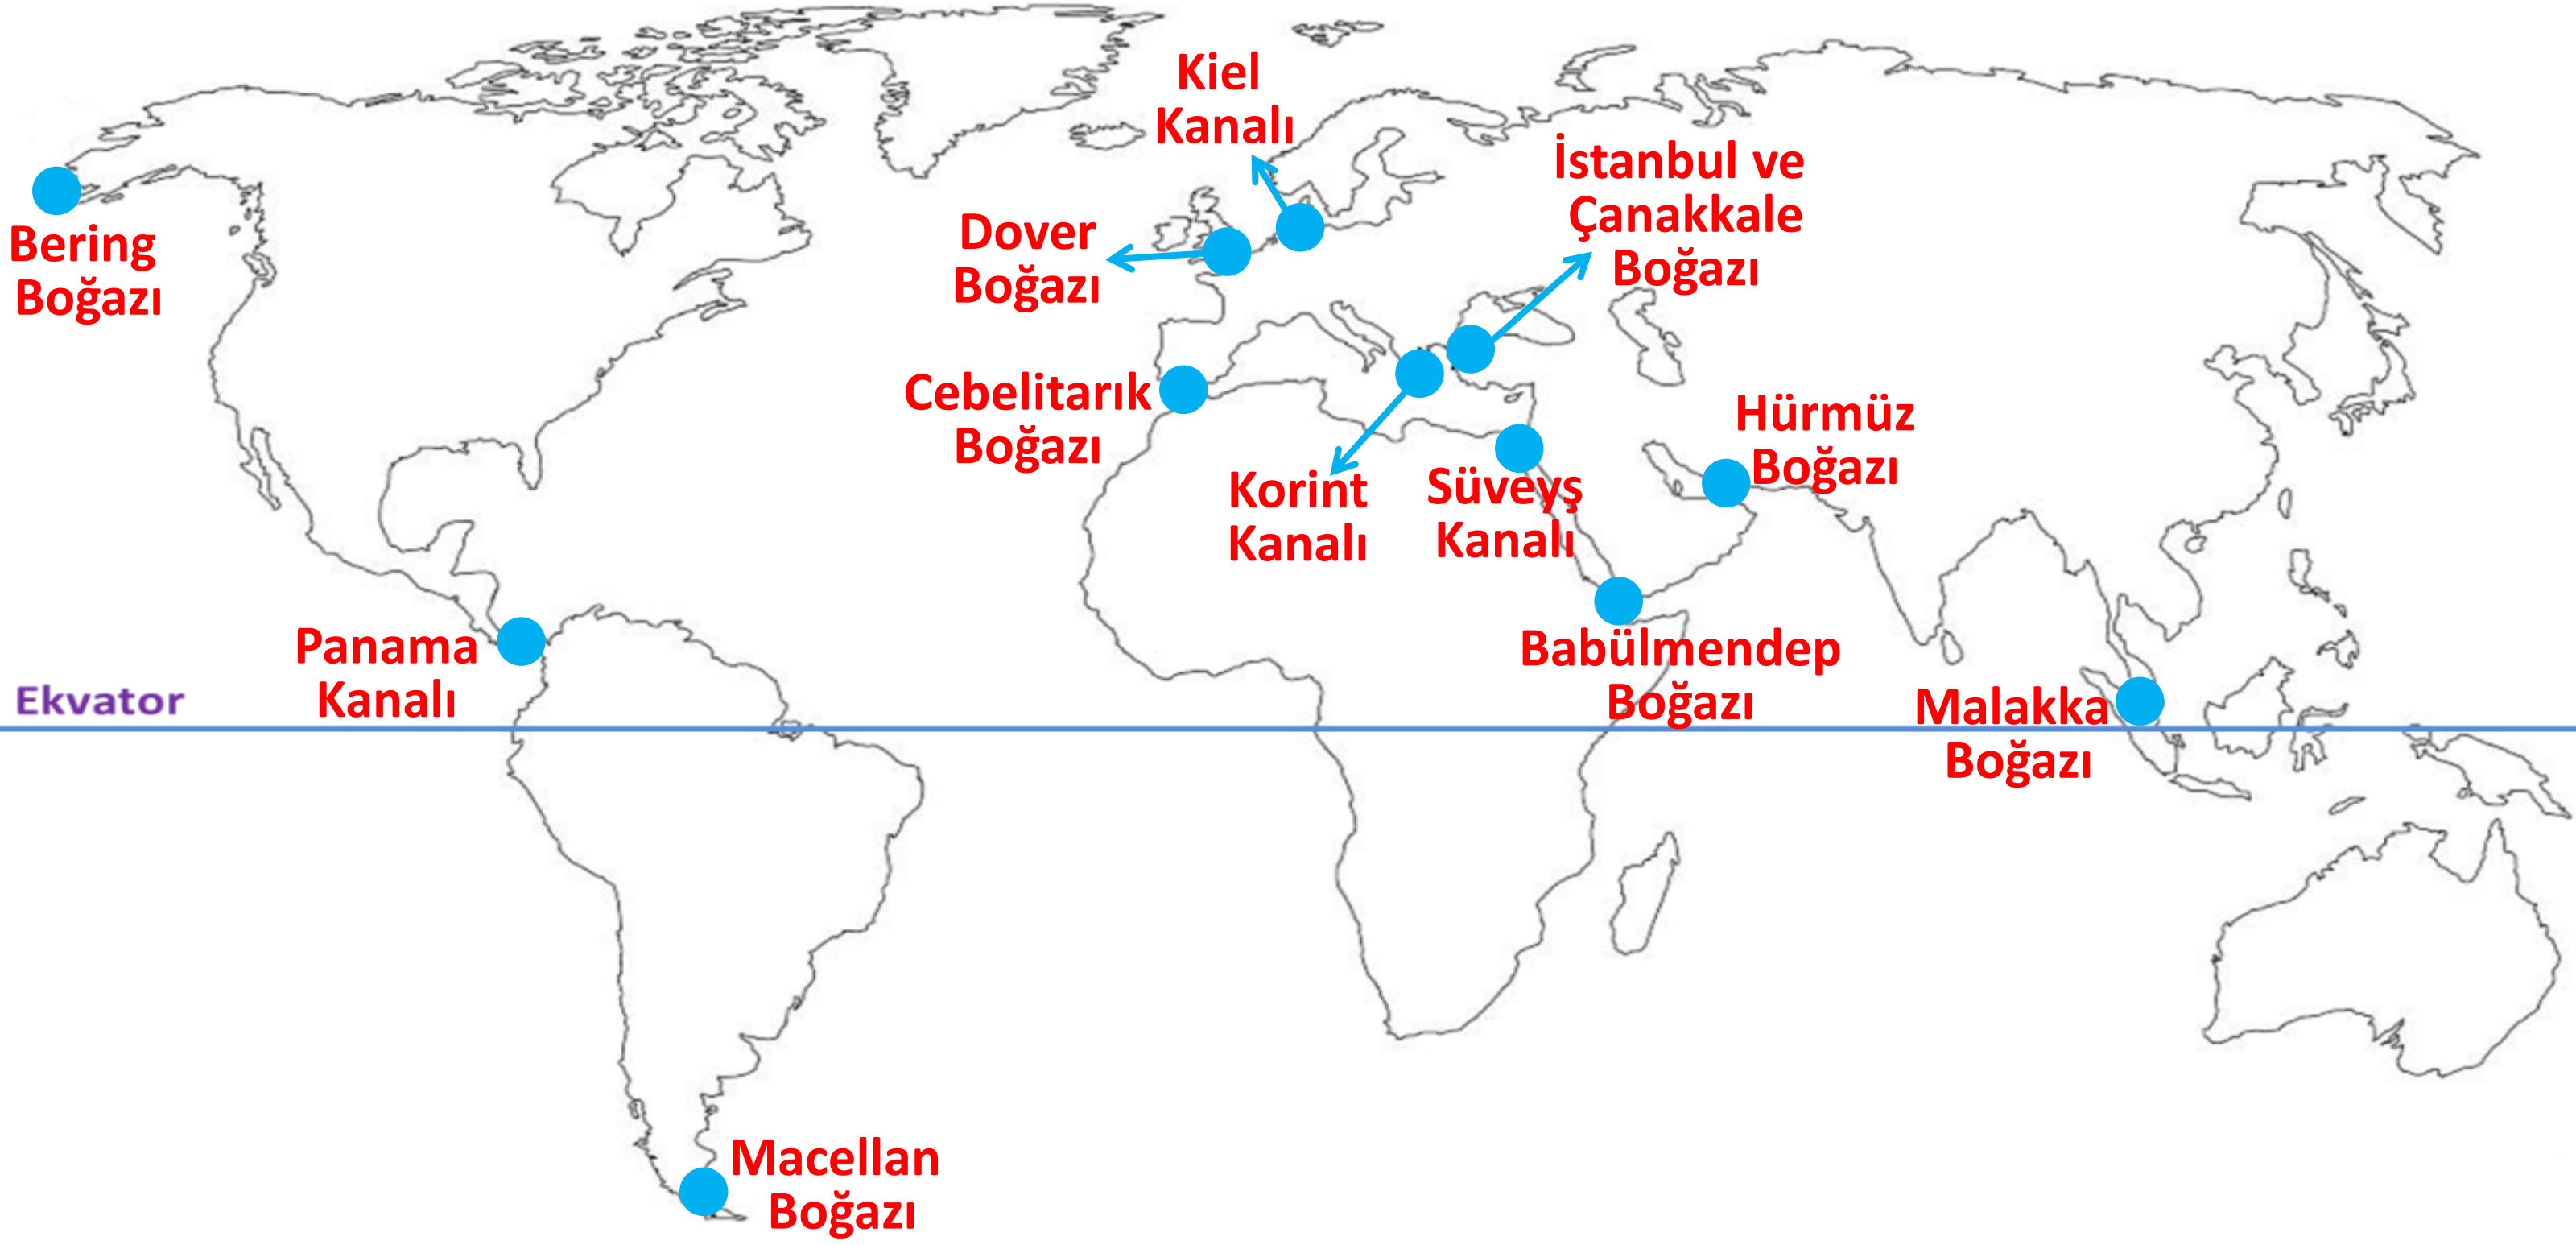 Kiel
Kanalı
İstanbul ve
Çanakkale
Boğazı
Dover
Boğazı
Bering
Boğazı
Cebelitarık
Boğazı
Hürmüz
Boğazı
Korint
Kanalı
Süveyş
Kanalı
Panama
Kanalı
Babülmendep
Boğazı
Ekvator
Malakka
Boğazı
Macellan
Boğazı